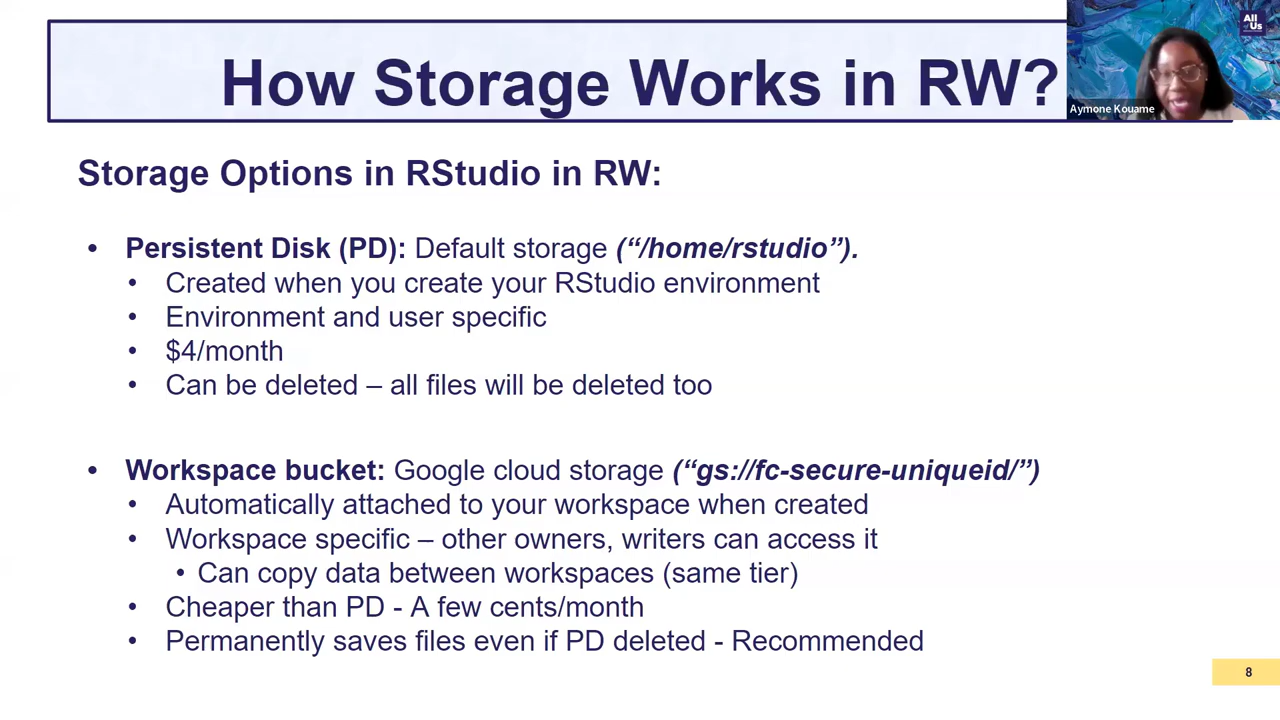 How Storage Works in RW?
All of Us
Aymone Kouame
Storage Options in RStudio in RW:
• Persistent Disk (PD): Default storage (“/home/rstudio”).
• Created when you create your RStudio environment
• Environment and user specific
• $4/month
• Can be deleted – all files will be deleted too
• Workspace bucket: Google cloud storage (“gs://fc-secure-uniqueid/”)
• Automatically attached to your workspace when created
• Workspace specific – other owners, writers can access it
• Can copy data between workspaces (same tier)
• Cheaper than PD - A few cents/month
• Permanently saves files even if PD deleted - Recommended
8